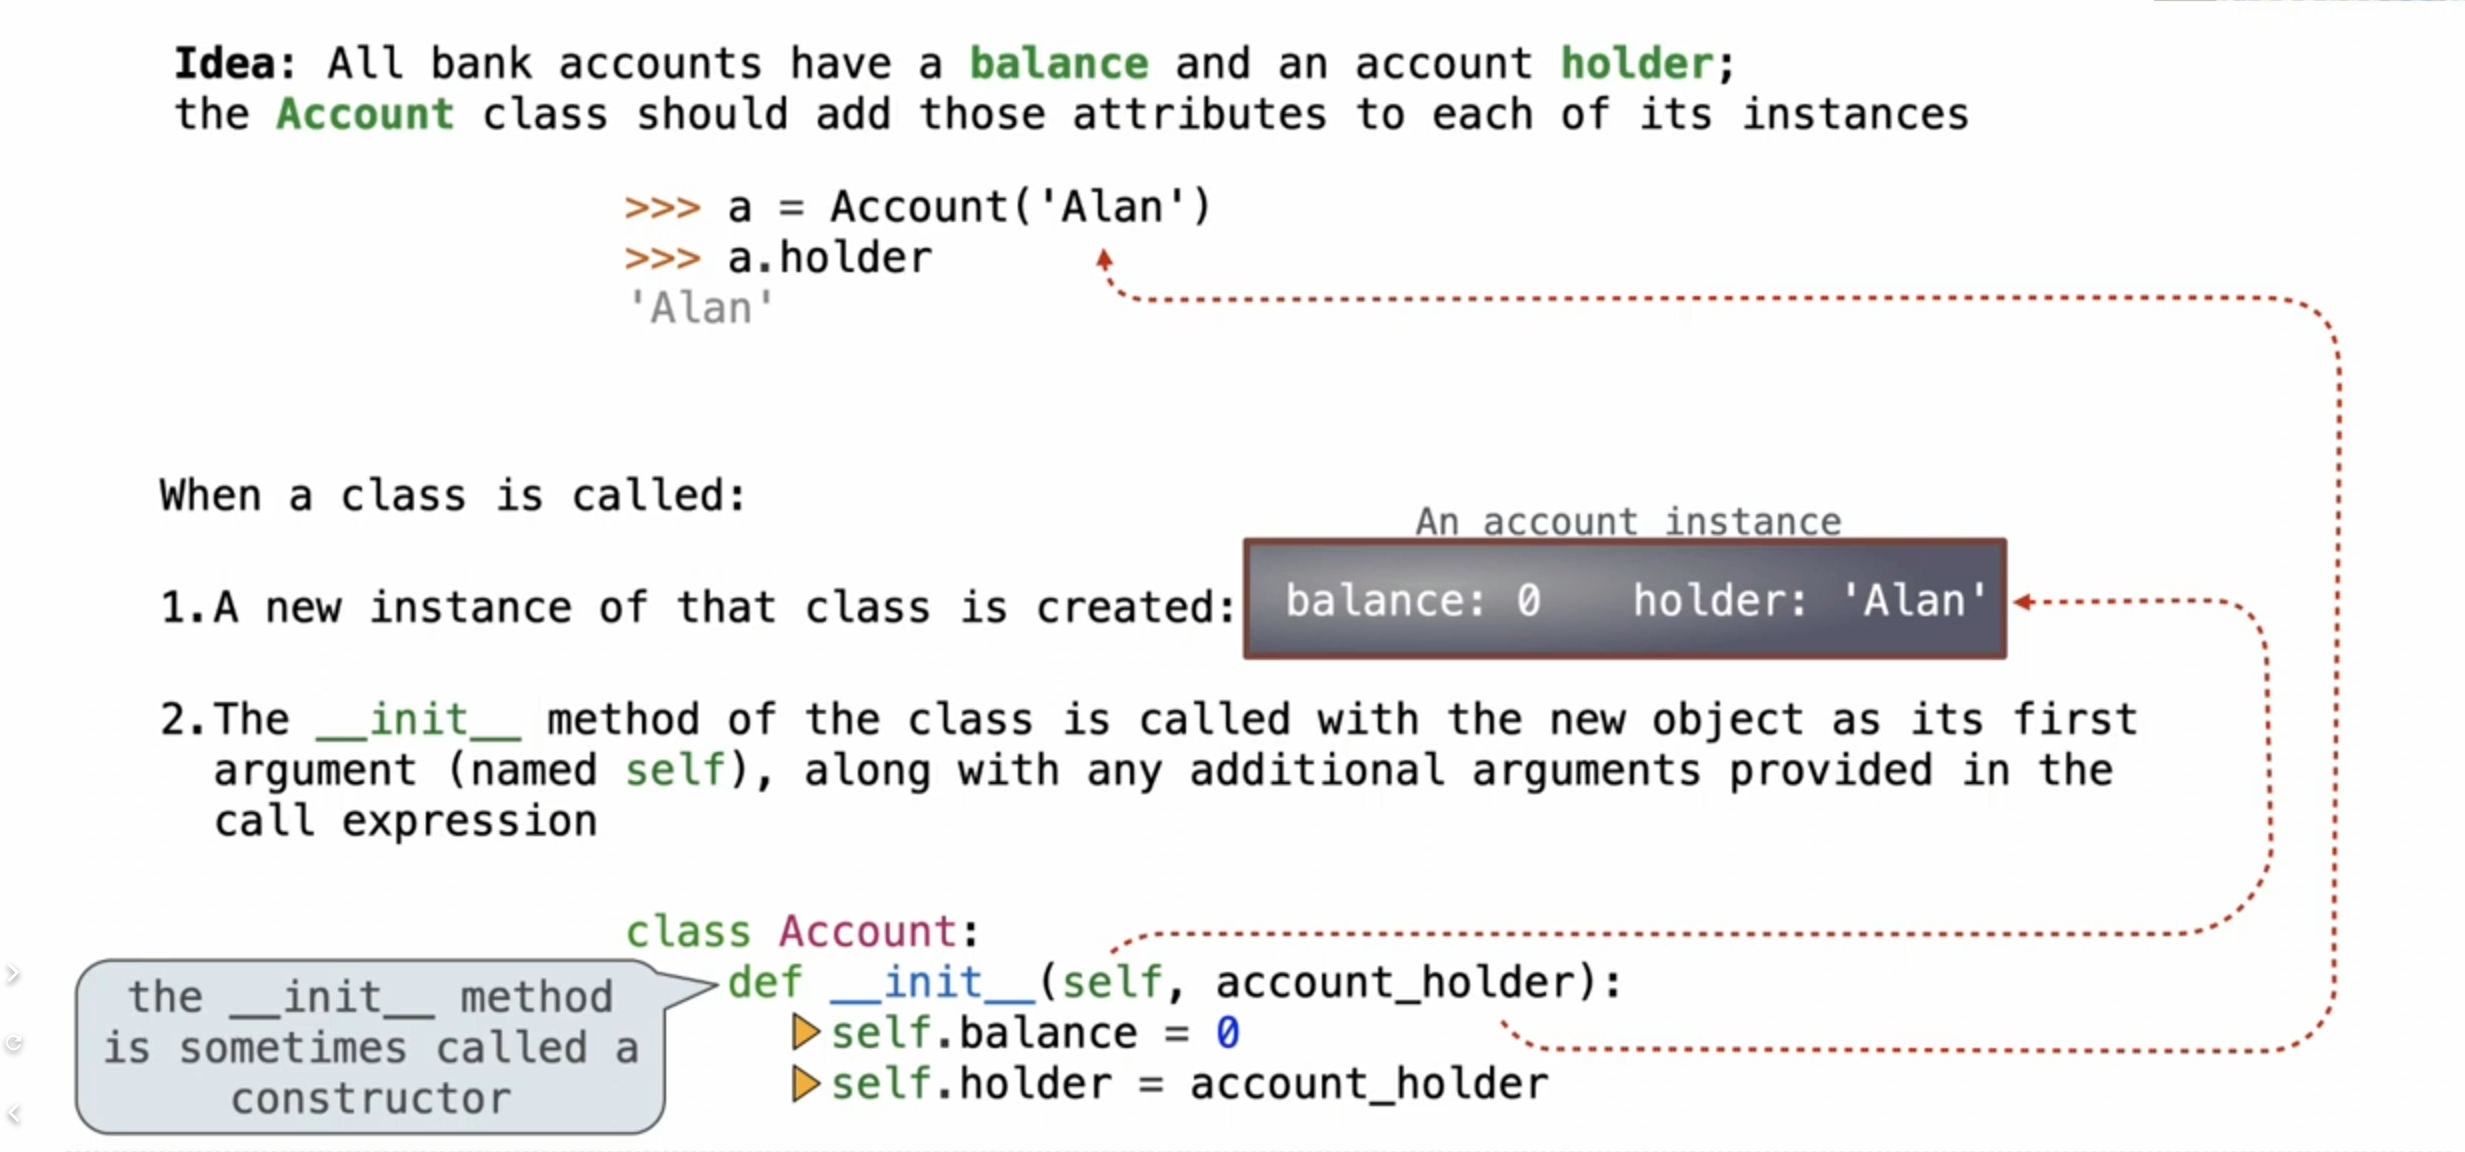 Idea: All bank accounts have a balance and an account holder;
the Account class should add those attributes to each of its instances
>>> a = Account('Alan')
>>> a.holder
'Alan'
When a class is called:
An account instance
1.A new instance of that class is created:
balance: 0 holder: 'Alan'
2.The __init__ method of the class is called with the new object as its first
argument (named self), along with any additional arguments provided in the
call expression
class Account:
def __init__(self, account_holder):
self.balance = 0
self.holder = account_holder
the __init__ method
is sometimes called a
constructor